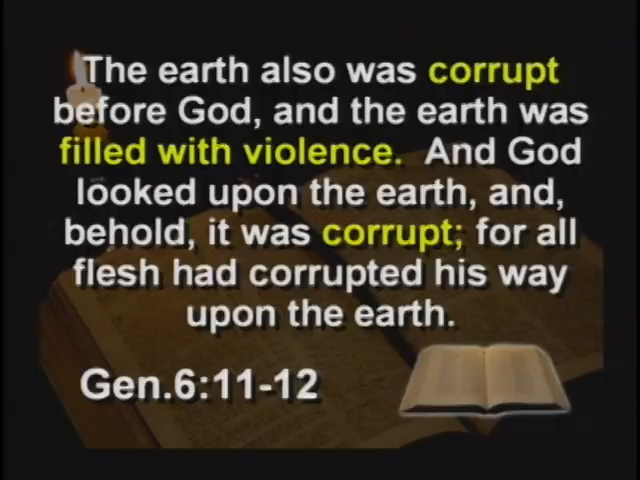 The earth also was corrupt
before God, and the earth was
filled with violence. And God
looked upon the earth, and,
behold, it was corrupt; for all
flesh had corrupted his way
upon the earth.
Gen.6:11-12